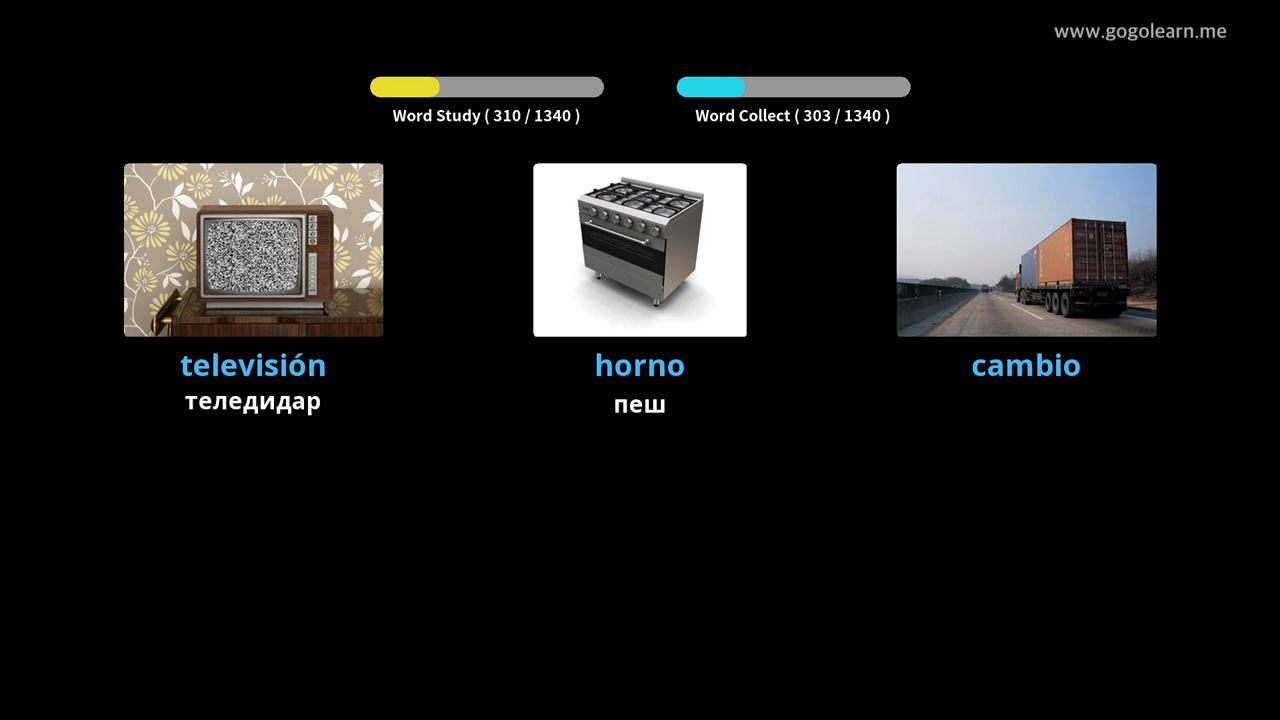 www.gogolearn.me
Word Study ( 310 / 1340 )
Word Collect ( 303 / 1340 )
televisión
horno
cambio
теледидар
пеш